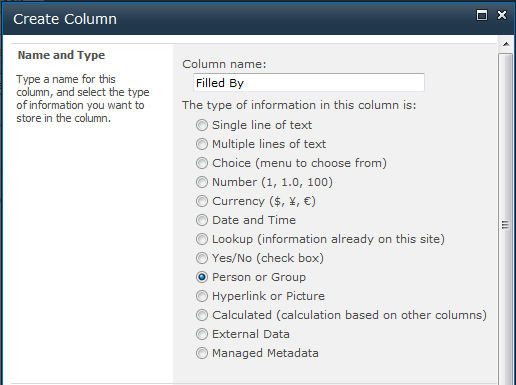 Create Column
Name and Type
Type a name for this
column, and select the type
of information you want to
store in the column.
Column name:
Filled By
The type of information in this column is:
Single line of text
Multiple lines of text
Choice (menu to choose from)
Number (1, 1.0, 100)
Currency ($, ¥, €)
Date and Time
Lookup (information already on this site)
Yes/No (check box)
Person or Group
Hyperlink or Picture
Calculated (calculation based on other columns)
External Data
Managed Metadata